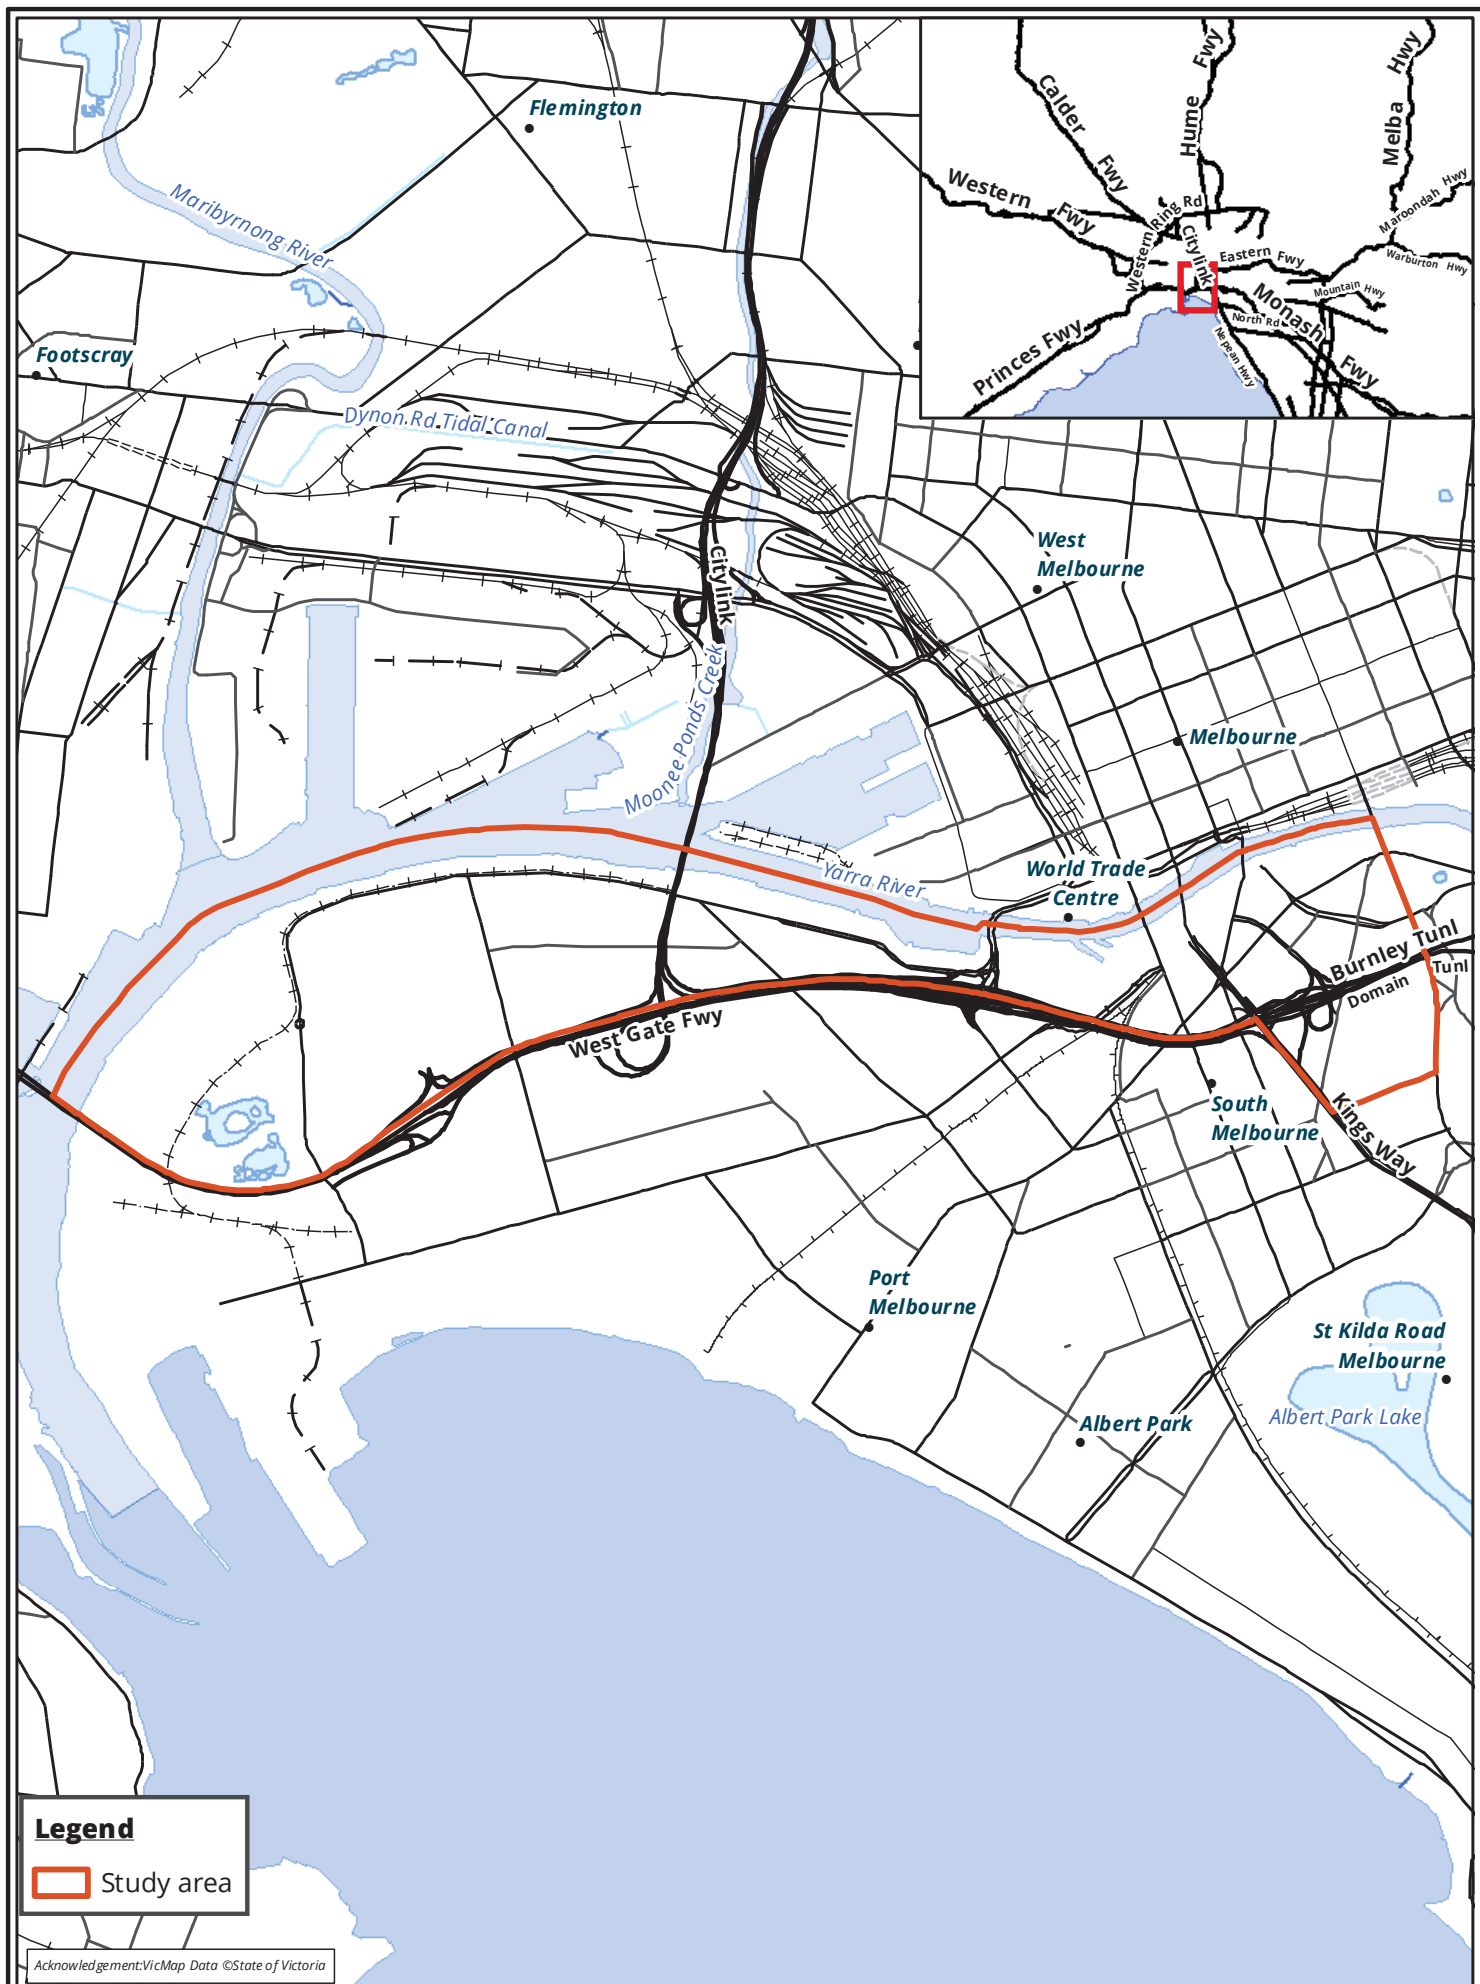 Flemington
Maribyrnong River
Footscray
Dynon Rd Tidal Canal
Calder
Fwy
Hume
Fwy
Melba
Hwy
Western
Fwy
Western Ring Rd
Citylink
Eastern Fwy
Maroondah Hwy
Warburton Hwy
Mountain Hwy
Monash
Fwy
North Rd
Nepean Hwy
Princes Fwy
Citylink
West
Melbourne
Moonee Ponds Creek
Melbourne
Yarra River
World Trade
Centre
Burnley Tunl
Domain
Tunl
West Gate Fwy
Kings Way
South
Melbourne
Port
Melbourne
St Kilda Road
Melbourne
Albert Park Lake
Albert Park
Legend
Study area
Acknowledgement:VicMap Data ©State of Victoria